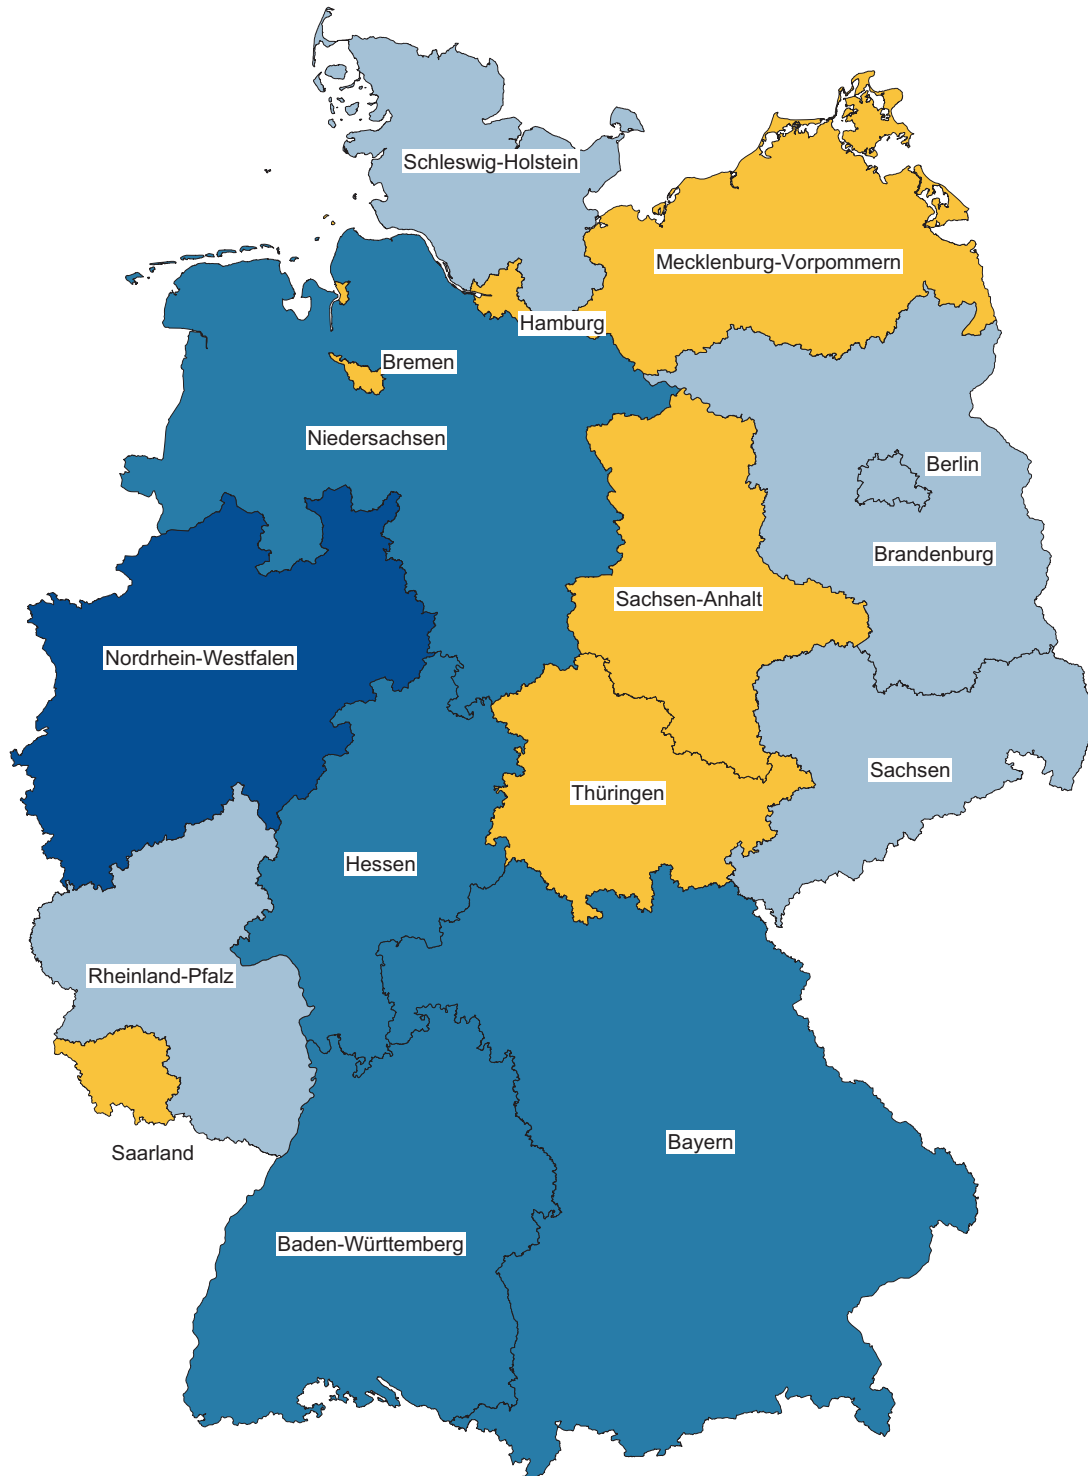 Schleswig-Holstein
Mecklenburg-Vorpommern
Hamburg
Bremen
Niedersachsen
Berlin
Brandenburg
Sachsen-Anhalt
Nordrhein-Westfalen
Sachsen
Thüringen
Hessen
Rheinland-Pfalz
Bayern
Saarland
Baden-Württemberg